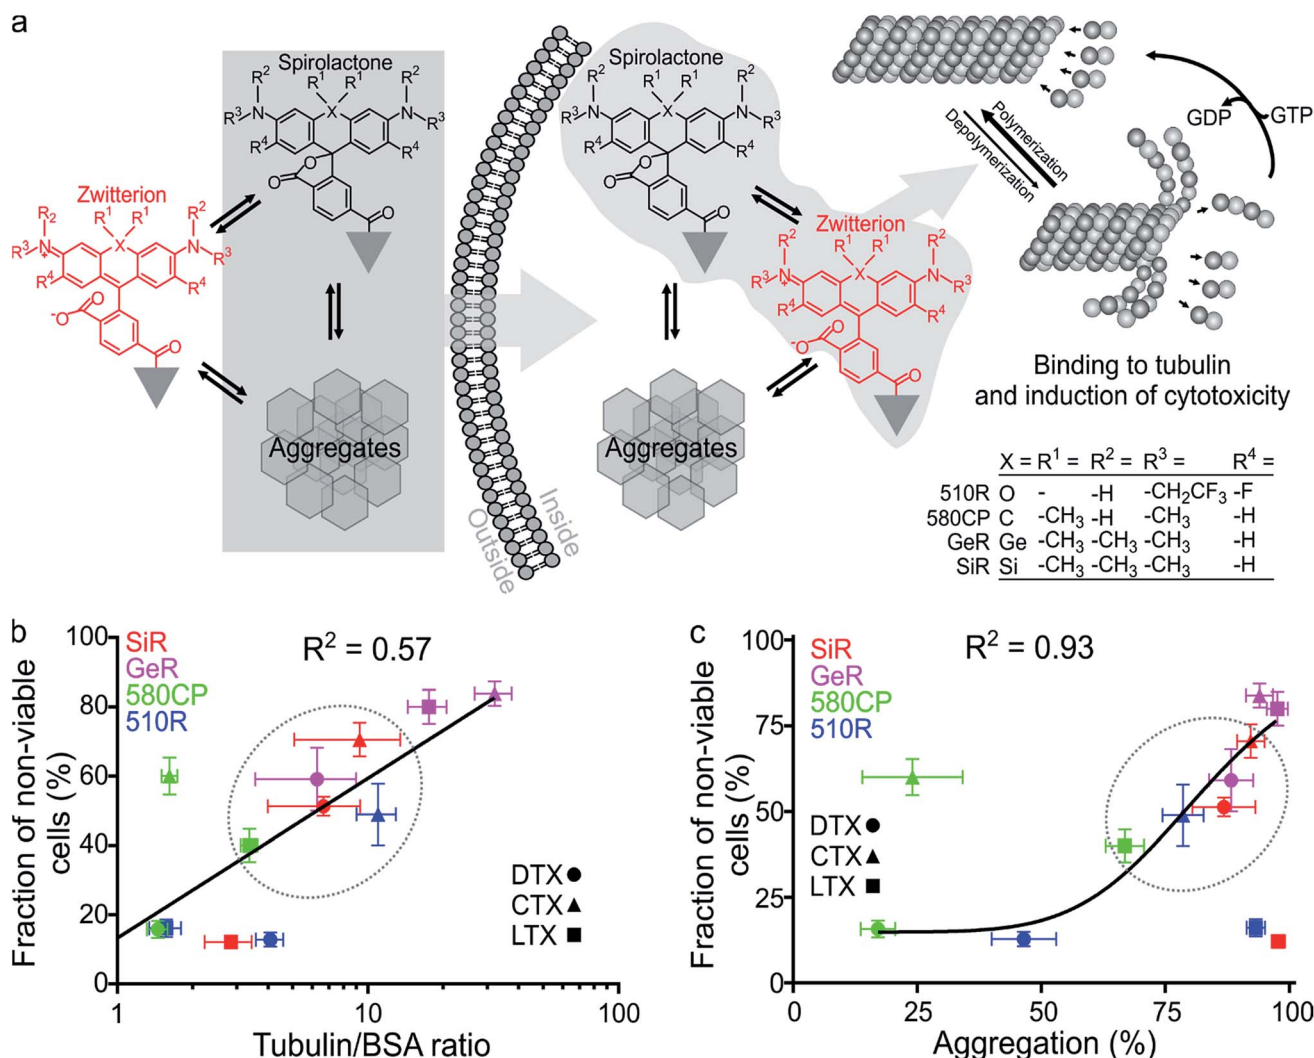 a
Spirolactone
R² R¹ R¹ R²
N X N
R³ R³
R⁴ R⁴
O
O
O
Zwitterion
R² R¹ R¹ R²
R³ N+ X N R³
R⁴ R⁴
-O O
O
Aggregates
Outside
Inside
Spirolactone
R² R¹ R¹ R²
N X N
R³ R³
R⁴ R⁴
O
O
O
Zwitterion
R² R¹ R¹ R²
R³ N+ X N R³
R⁴ R⁴
-O O
O
Aggregates
Polymerization
Depolymerization
GDP GTP
Binding to tubulin
and induction of cytotoxicity
X = R¹ = R² = R³ = R⁴ =
510R O - -H -CH₂CF₃ -F
580CP C -CH₃ -H -CH₃ -H
GeR Ge -CH₃ -CH₃ -CH₃ -H
SiR Si -CH₃ -CH₃ -CH₃ -H
b
Fraction of non-viable
cells (%)
100
80
60
40
20
0
SiR
GeR
580CP
510R
R² = 0.57
DTX
CTX
LTX
1 10 100
Tubulin/BSA ratio
c
Fraction of non-viable
cells (%)
100
75
50
25
0
SiR
GeR
580CP
510R
R² = 0.93
DTX
CTX
LTX
0 25 50 75 100
Aggregation (%)